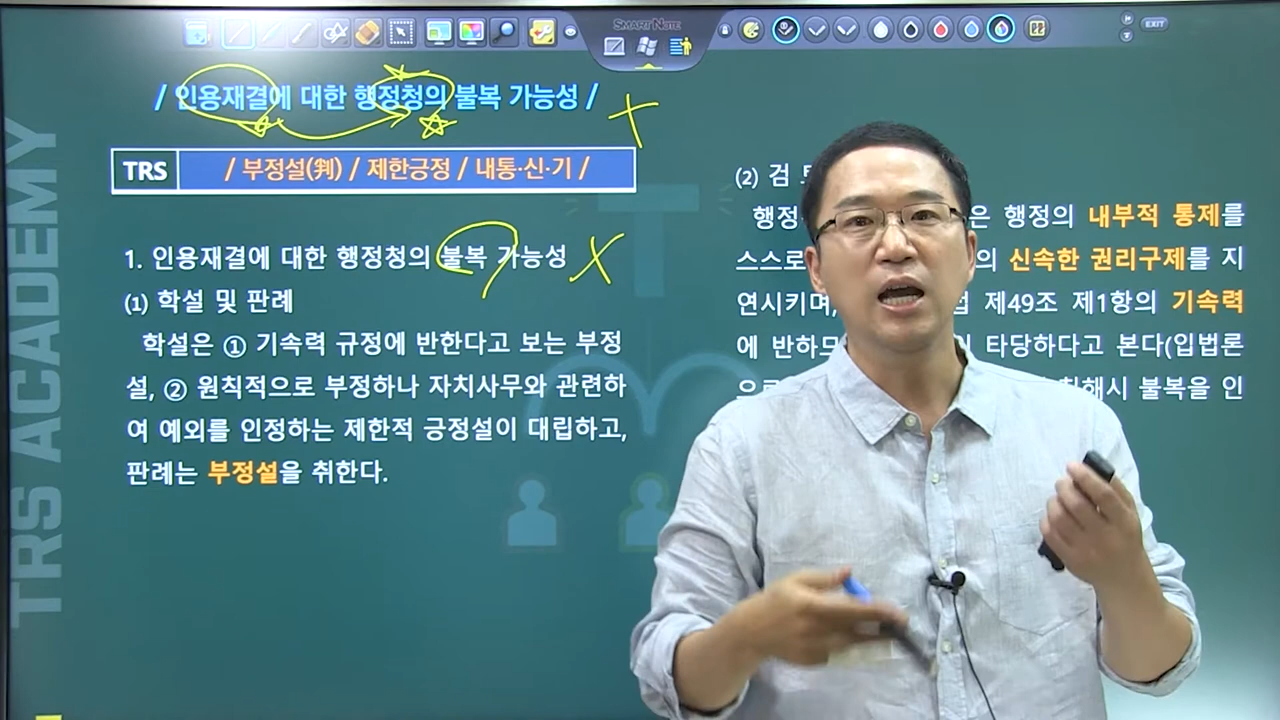 SMART NOTE
EXIT
/ 인용재결에 대한 행정청의 불복 가능성 /
TRS / 부정설(判) / 제한긍정 / 내통·신·기 /
1. 인용재결에 대한 행정청의 불복 가능성
(1) 학설 및 판례
학설은 ① 기속력 규정에 반한다고 보는 부정
설, ② 원칙적으로 부정하나 자치사무와 관련하
여 예외를 인정하는 제한적 긍정설이 대립하고,
판례는 부정설을 취한다.
(2) 검
행정 은 행정의 내부적 통제를
스스로 의 신속한 권리구제를 지
연시키며, 제49조 제1항의 기속력
에 반하므 타당하다고 본다(입법론
으로 해시 불복을 인
TRS ACADEMY